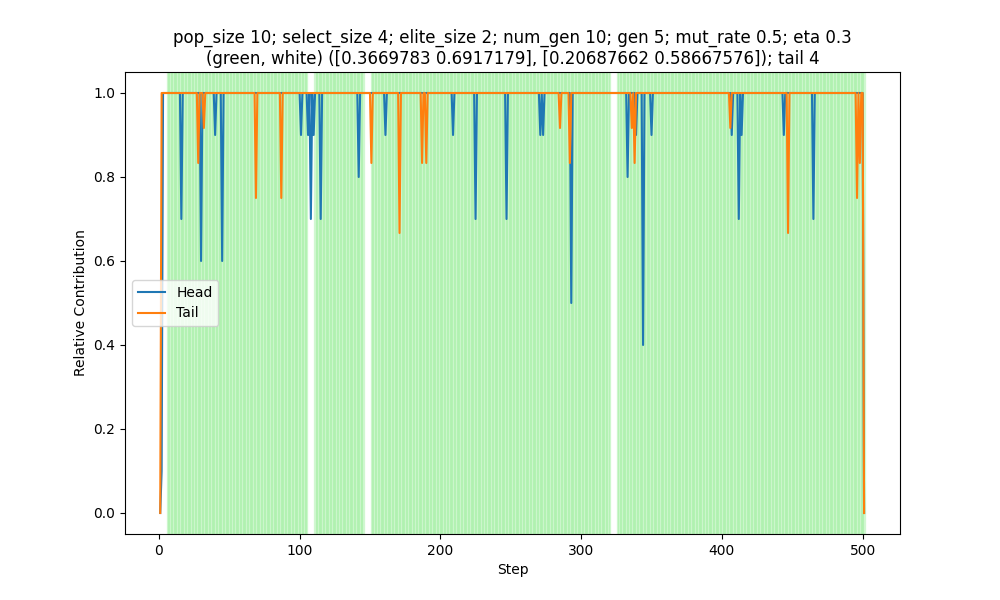 pop_size 10; select_size 4; elite_size 2; num_gen 10; gen 5; mut_rate 0.5; eta 0.3
(green, white) ([0.3669783 0.6917179], [0.20687662 0.58667576]); tail 4
1.0
0.8
0.6
0.4
0.2
0.0
Relative Contribution
Head
Tail
0 100 200 300 400 500
Step